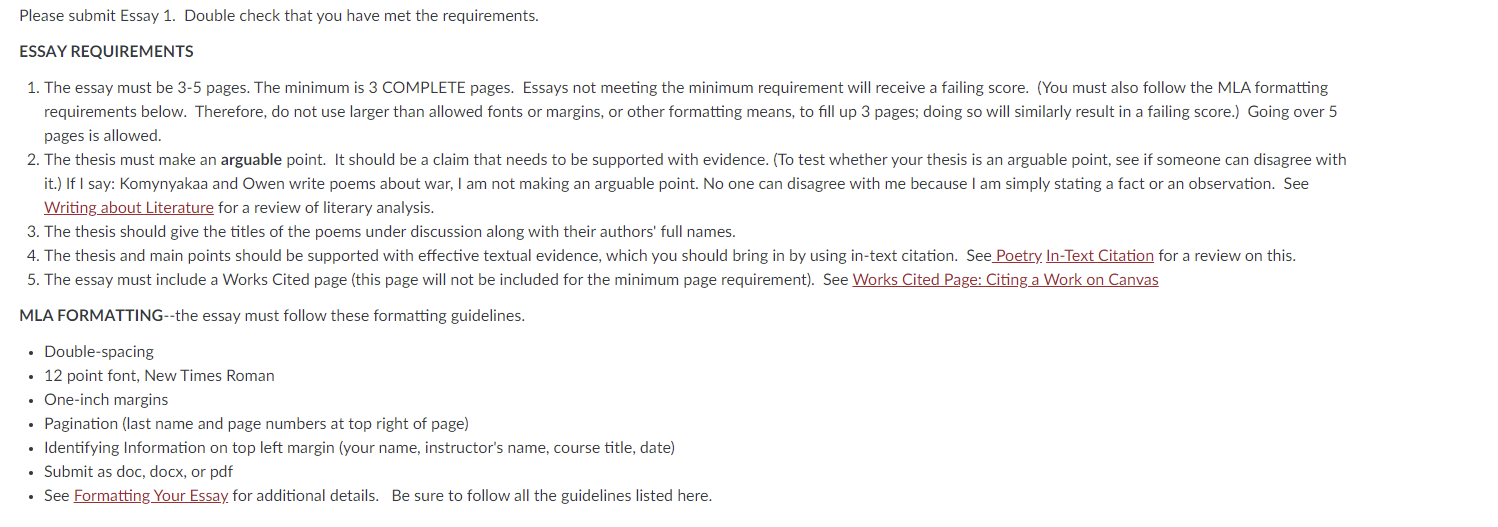 Please submit Essay 1.  Double check that you have met the requirements.
ESSAY REQUIREMENTS
1. The essay must be 3-5 pages. The minimum is 3 COMPLETE pages.  Essays not meeting the minimum requirement will receive a failing score.  (You must also follow the MLA formatting
requirements below.  Therefore, do not use larger than allowed fonts or margins, or other formatting means, to fill up 3 pages; doing so will similarly result in a failing score.)  Going over 5
pages is allowed.
2. The thesis must make an arguable point.  It should be a claim that needs to be supported with evidence. (To test whether your thesis is an arguable point, see if someone can disagree with
it.) If I say: Komynyakaa and Owen write poems about war, I am not making an arguable point. No one can disagree with me because I am simply stating a fact or an observation.  See
Writing about Literature for a review of literary analysis.
3. The thesis should give the titles of the poems under discussion along with their authors' full names.
4. The thesis and main points should be supported with effective textual evidence, which you should bring in by using in-text citation.  See Poetry In-Text Citation for a review on this.
5. The essay must include a Works Cited page (this page will not be included for the minimum page requirement).  See Works Cited Page: Citing a Work on Canvas
MLA FORMATTING--the essay must follow these formatting guidelines.
• Double-spacing
• 12 point font, New Times Roman
• One-inch margins
• Pagination (last name and page numbers at top right of page)
• Identifying Information on top left margin (your name, instructor's name, course title, date)
• Submit as doc, docx, or pdf
• See Formatting Your Essay for additional details.   Be sure to follow all the guidelines listed here.